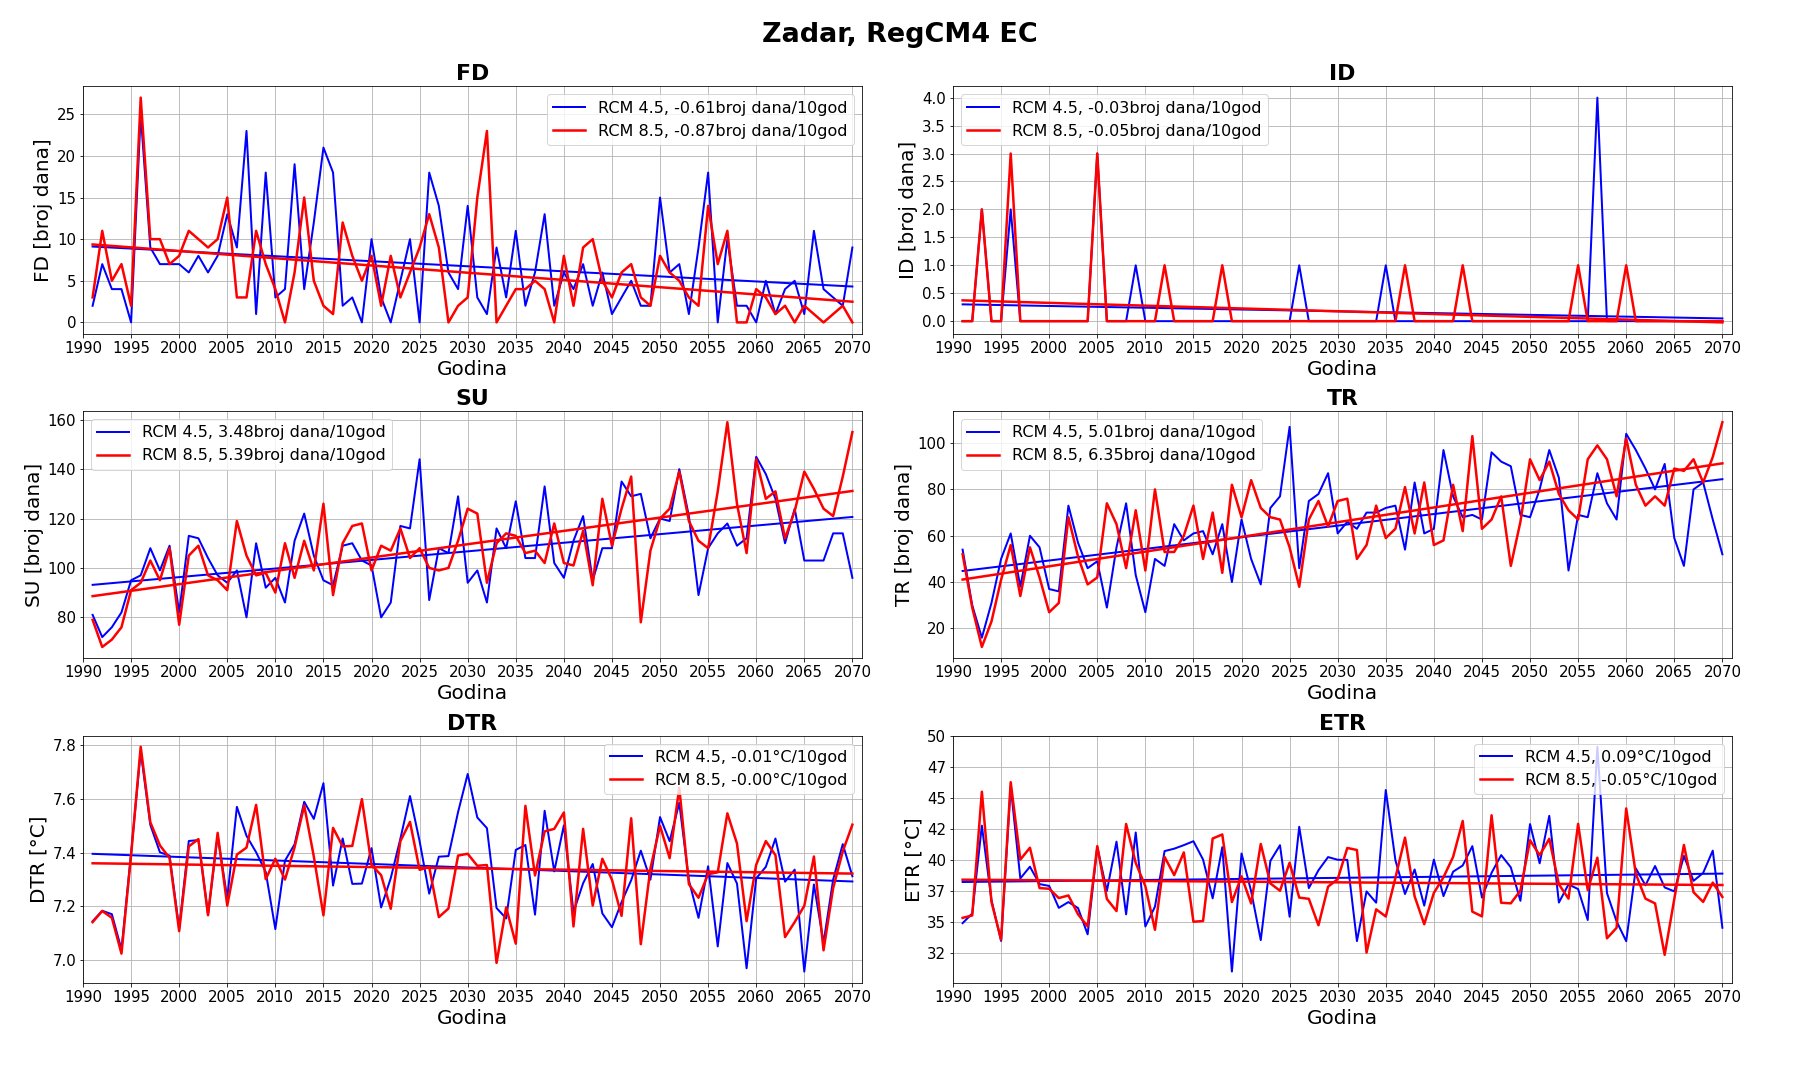 Zadar, RegCM4 EC
FD
RCM 4.5, -0.61broj dana/10god
RCM 8.5, -0.87broj dana/10god
FD [broj dana]
25
20
15
10
5
0
1990 1995 2000 2005 2010 2015 2020 2025 2030 2035 2040 2045 2050 2055 2060 2065 2070
Godina
ID
RCM 4.5, -0.03broj dana/10god
RCM 8.5, -0.05broj dana/10god
ID [broj dana]
4.0
3.5
3.0
2.5
2.0
1.5
1.0
0.5
0.0
1990 1995 2000 2005 2010 2015 2020 2025 2030 2035 2040 2045 2050 2055 2060 2065 2070
Godina
SU
RCM 4.5, 3.48broj dana/10god
RCM 8.5, 5.39broj dana/10god
SU [broj dana]
160
140
120
100
80
1990 1995 2000 2005 2010 2015 2020 2025 2030 2035 2040 2045 2050 2055 2060 2065 2070
Godina
TR
RCM 4.5, 5.01broj dana/10god
RCM 8.5, 6.35broj dana/10god
TR [broj dana]
100
80
60
40
20
1990 1995 2000 2005 2010 2015 2020 2025 2030 2035 2040 2045 2050 2055 2060 2065 2070
Godina
DTR
RCM 4.5, -0.01°C/10god
RCM 8.5, -0.00°C/10god
DTR [°C]
7.8
7.6
7.4
7.2
7.0
1990 1995 2000 2005 2010 2015 2020 2025 2030 2035 2040 2045 2050 2055 2060 2065 2070
Godina
ETR
RCM 4.5, 0.09°C/10god
RCM 8.5, -0.05°C/10god
ETR [°C]
50
47
45
42
40
37
35
32
1990 1995 2000 2005 2010 2015 2020 2025 2030 2035 2040 2045 2050 2055 2060 2065 2070
Godina